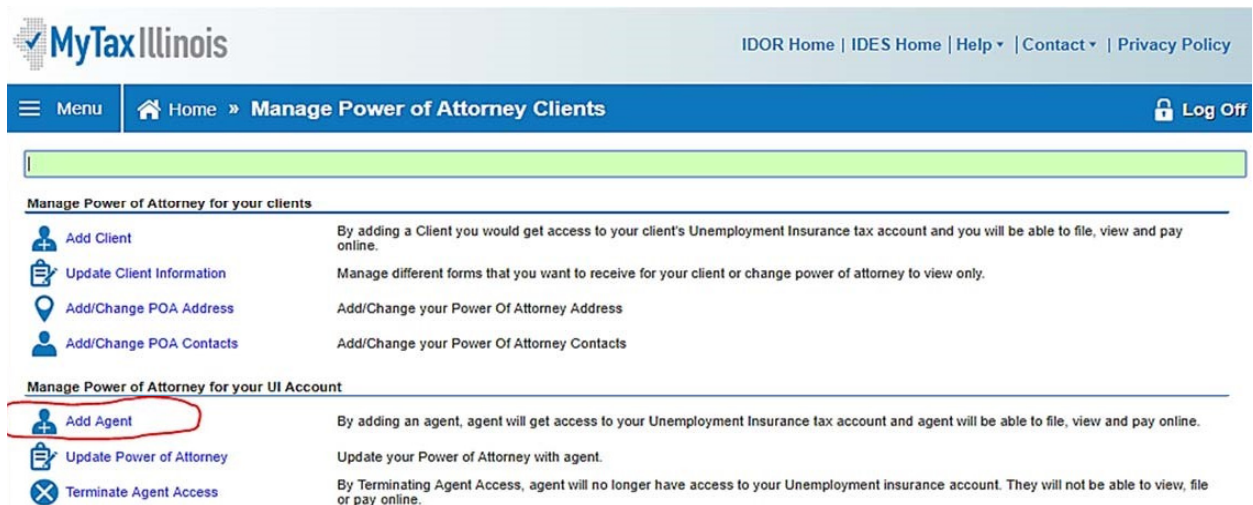 MyTax Illinois
IDOR Home | IDES Home | Help ▾ | Contact ▾ | Privacy Policy
Menu Home » Manage Power of Attorney Clients Log Off
Manage Power of Attorney for your clients
Add Client By adding a Client you would get access to your client's Unemployment Insurance tax account and you will be able to file, view and pay
online.
Update Client Information Manage different forms that you want to receive for your client or change power of attorney to view only.
Add/Change POA Address Add/Change your Power Of Attorney Address
Add/Change POA Contacts Add/Change your Power Of Attorney Contacts
Manage Power of Attorney for your UI Account
Add Agent By adding an agent, agent will get access to your Unemployment Insurance tax account and agent will be able to file, view and pay online.
Update Power of Attorney Update your Power of Attorney with agent.
Terminate Agent Access By Terminating Agent Access, agent will no longer have access to your Unemployment insurance account. They will not be able to view, file
or pay online.